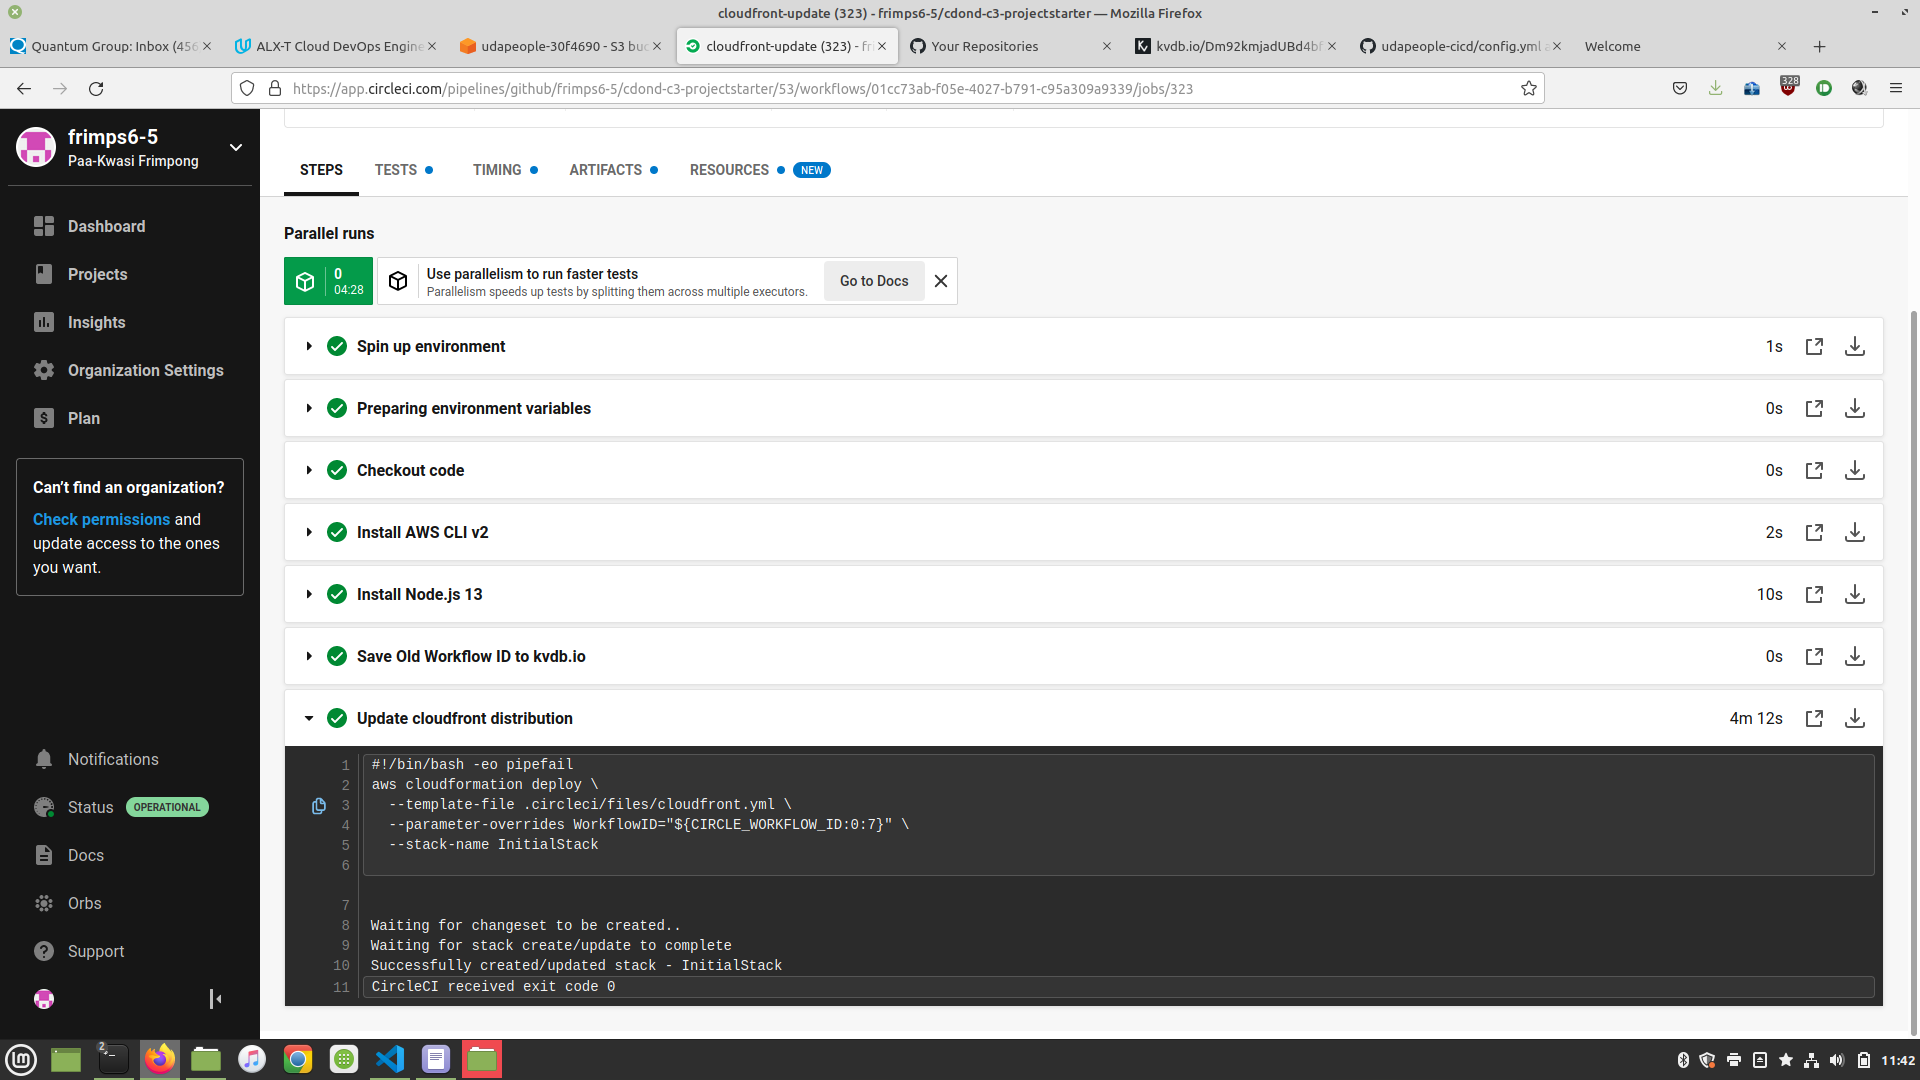 cloudfront-update (323) - frimps6-5/cdond-c3-projectstarter — Mozilla Firefox
Quantum Group: Inbox (456
ALX-T Cloud DevOps Engine
udapeople-30f4690 - S3 buc
cloudfront-update (323) - fri
Your Repositories
kvdb.io/Dm92kmjadUBd4bf
udapeople-cicd/config.yml a
Welcome
https://app.circleci.com/pipelines/github/frimps6-5/cdond-c3-projectstarter/53/workflows/01cc73ab-f05e-4027-b791-c95a309a9339/jobs/323
328
frimps6-5
Paa-Kwasi Frimpong
Dashboard
Projects
Insights
Organization Settings
Plan
Can't find an organization?
Check permissions and
update access to the ones
you want.
Notifications
Status OPERATIONAL
Docs
Orbs
Support
STEPS
TESTS
TIMING
ARTIFACTS
RESOURCES NEW
Parallel runs
0
04:28
Use parallelism to run faster tests
Parallelism speeds up tests by splitting them across multiple executors.
Go to Docs
Spin up environment 1s
Preparing environment variables 0s
Checkout code 0s
Install AWS CLI v2 2s
Install Node.js 13 10s
Save Old Workflow ID to kvdb.io 0s
Update cloudfront distribution 4m 12s
1 #!/bin/bash -eo pipefail
2 aws cloudformation deploy \
3 --template-file .circleci/files/cloudfront.yml \
4 --parameter-overrides WorkflowID="${CIRCLE_WORKFLOW_ID:0:7}" \
5 --stack-name InitialStack
6
7
8 Waiting for changeset to be created..
9 Waiting for stack create/update to complete
10 Successfully created/updated stack - InitialStack
11 CircleCI received exit code 0
2
11:42